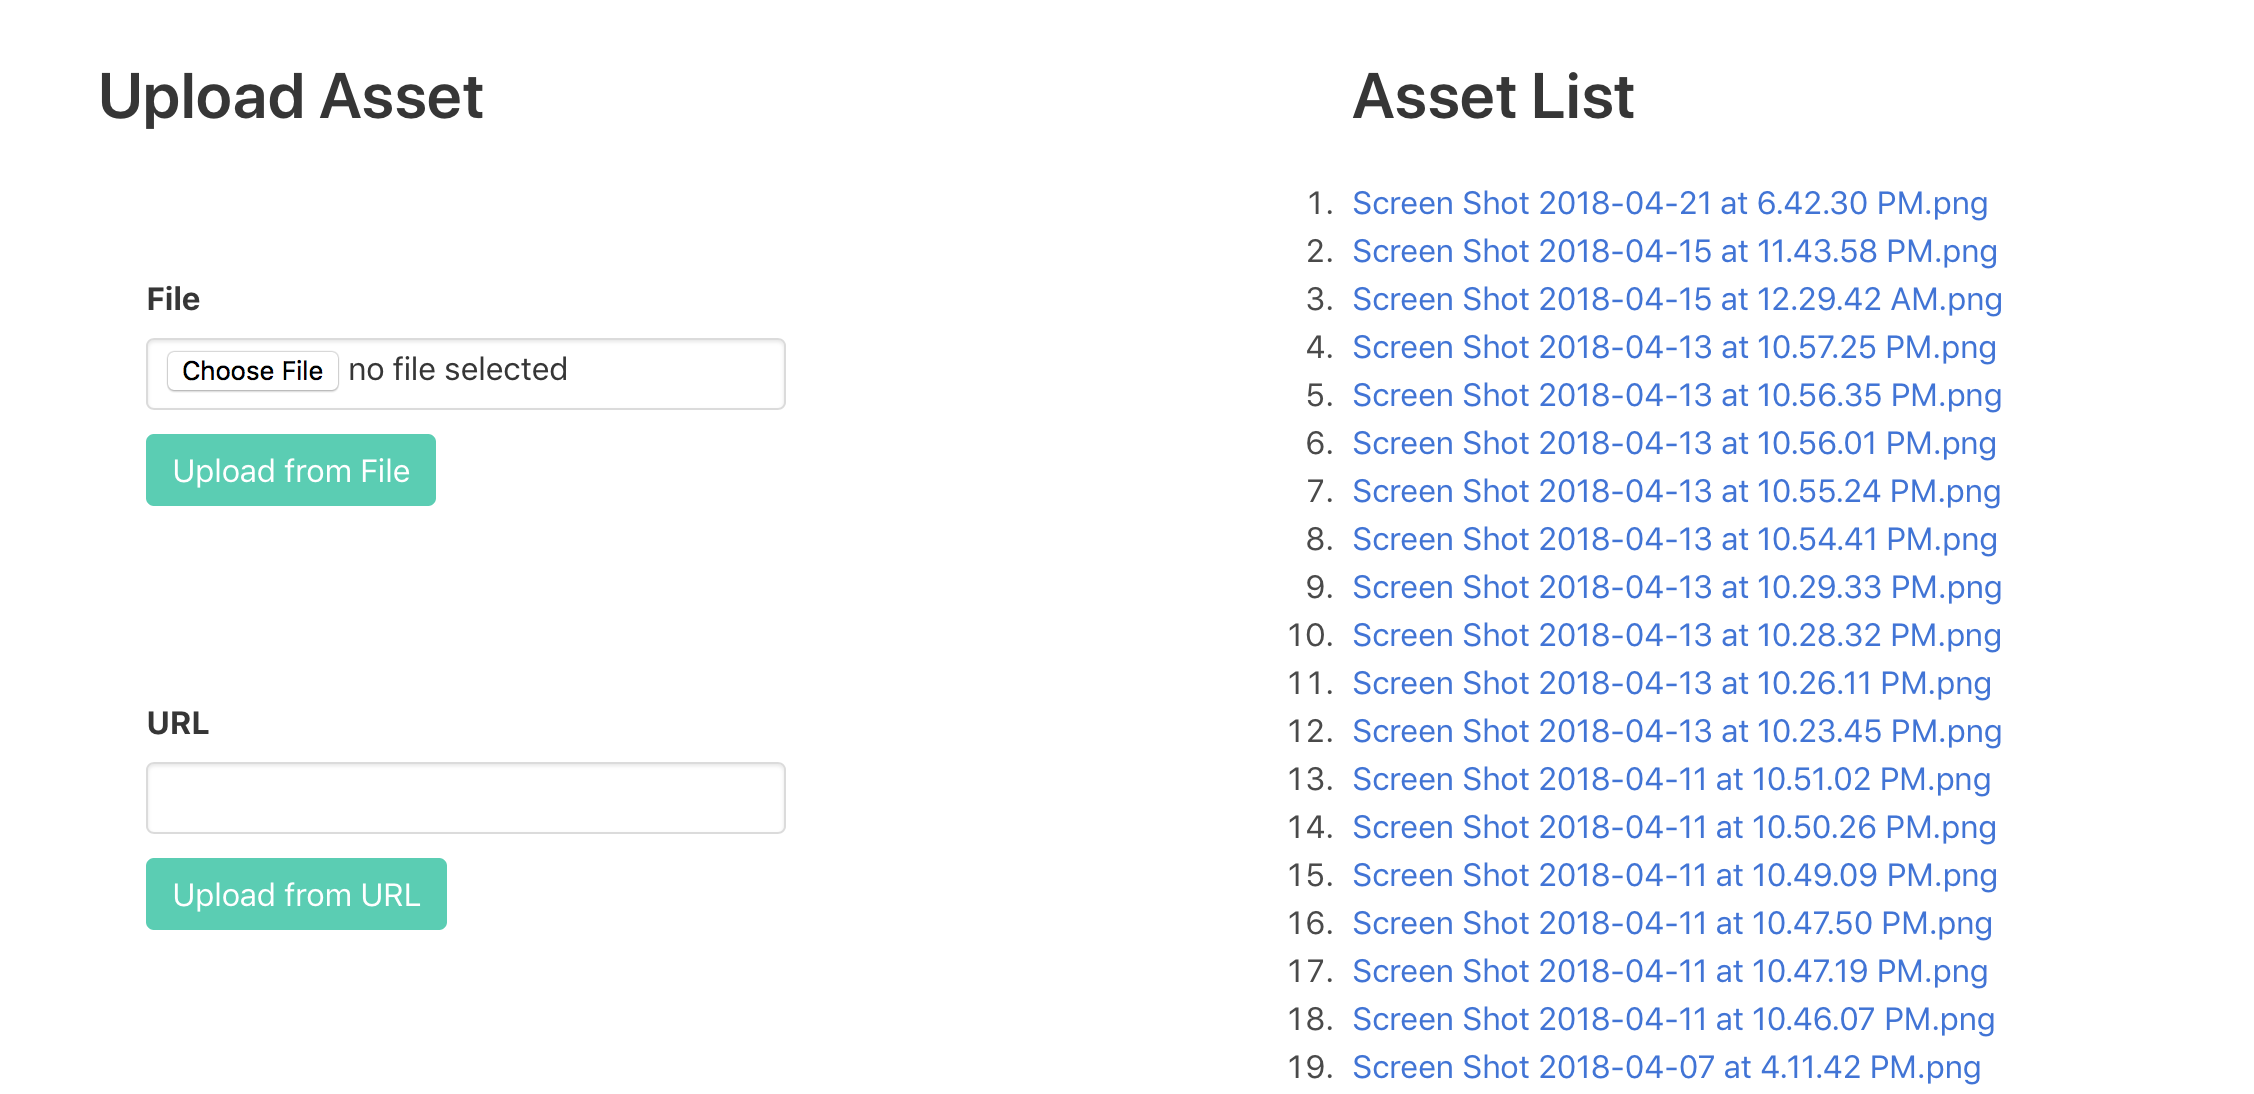 Upload Asset
File
Choose File no file selected
Upload from File
URL
Upload from URL
Asset List
1. Screen Shot 2018-04-21 at 6.42.30 PM.png
2. Screen Shot 2018-04-15 at 11.43.58 PM.png
3. Screen Shot 2018-04-15 at 12.29.42 AM.png
4. Screen Shot 2018-04-13 at 10.57.25 PM.png
5. Screen Shot 2018-04-13 at 10.56.35 PM.png
6. Screen Shot 2018-04-13 at 10.56.01 PM.png
7. Screen Shot 2018-04-13 at 10.55.24 PM.png
8. Screen Shot 2018-04-13 at 10.54.41 PM.png
9. Screen Shot 2018-04-13 at 10.29.33 PM.png
10. Screen Shot 2018-04-13 at 10.28.32 PM.png
11. Screen Shot 2018-04-13 at 10.26.11 PM.png
12. Screen Shot 2018-04-13 at 10.23.45 PM.png
13. Screen Shot 2018-04-11 at 10.51.02 PM.png
14. Screen Shot 2018-04-11 at 10.50.26 PM.png
15. Screen Shot 2018-04-11 at 10.49.09 PM.png
16. Screen Shot 2018-04-11 at 10.47.50 PM.png
17. Screen Shot 2018-04-11 at 10.47.19 PM.png
18. Screen Shot 2018-04-11 at 10.46.07 PM.png
19. Screen Shot 2018-04-07 at 4.11.42 PM.png